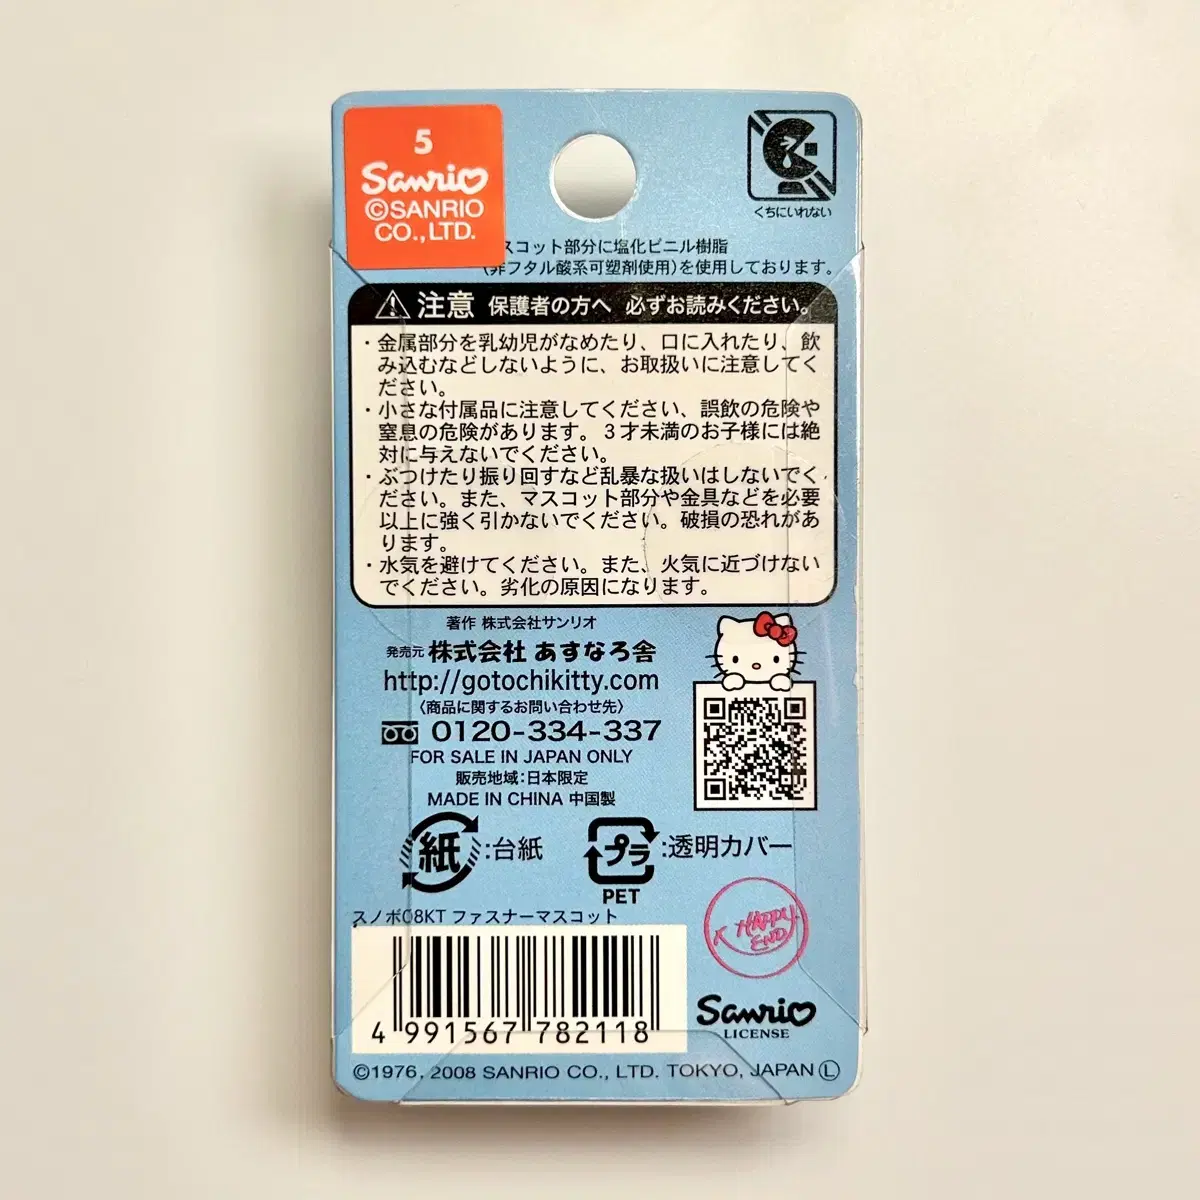 5
Sanrio
©SANRIO
CO.,LTD.
くちにいれない
スコット部分に塩化ビニル樹脂
(非フタル酸系可塑剤使用)を使用しております。
注意 保護者の方へ 必ずお読みください。
・金属部分を乳幼児がなめたり、口に入れたり、飲
み込むなどしないように、お取扱いに注意してく
ださい。
・小さな付属品に注意してください、誤飲の危険や
窒息の危険があります。3才未満のお子様には絶
対に与えないでください。
・ぶつけたり振り回すなど乱暴な扱いはしないでく
ださい。また、マスコット部分や金具などを必要
以上に強く引かないでください。破損の恐れがあ
ります。
・水気を避けてください。また、火気に近づけない
でください。劣化の原因になります。
著作 株式会社サンリオ
発売元 株式会社 あすなろ舎
http://gotochikitty.com
〈商品に関するお問い合わせ先〉
0120-334-337
FOR SALE IN JAPAN ONLY
販売地域:日本限定
MADE IN CHINA 中国製
紙:台紙 プラ:透明カバー
PET
スノボ08KT ファスナーマスコット
HAPPY
END
4 991567 782118
Sanrio
LICENSE
©1976, 2008 SANRIO CO., LTD. TOKYO, JAPAN Ⓛ